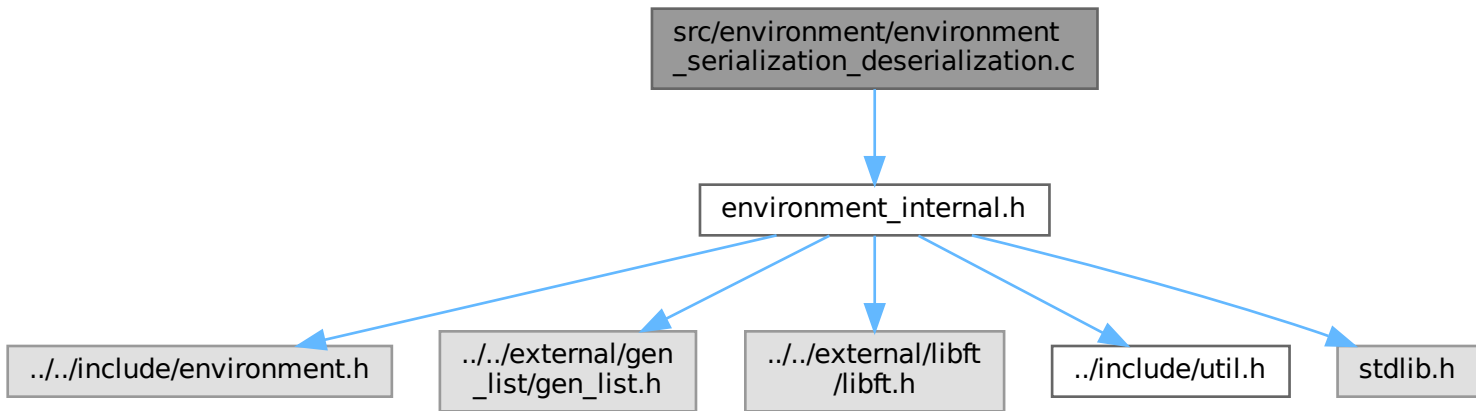 src/environment/environment
_serialization_deserialization.c
environment_internal.h
../../include/environment.h
../../external/gen
_list/gen_list.h
../../external/libft
/libft.h
../include/util.h
stdlib.h